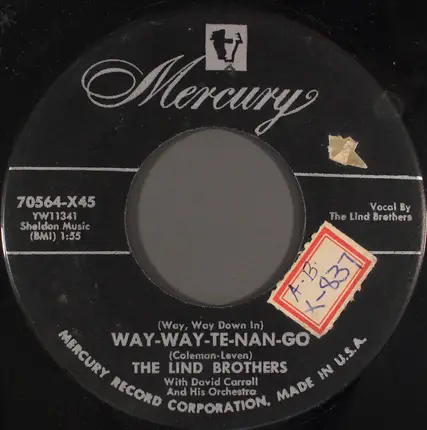 Mercury
70564-X45
YW11341
Sheldon Music
(BMI) 1:55
Vocal By
The Lind Brothers
A.B.
X-837
(Way, Way Down In)
WAY-WAY-TE-NAN-GO
(Coleman-Leven)
THE LIND BROTHERS
With David Carroll
And His Orchestra
MERCURY RECORD CORPORATION, MADE IN U.S.A.